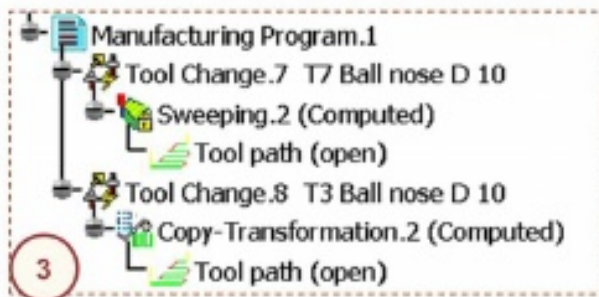 Manufacturing Program.1
Tool Change.7 T7 Ball nose D 10
Sweeping.2 (Computed)
Tool path (open)
Tool Change.8 T3 Ball nose D 10
Copy-Transformation.2 (Computed)
3
Tool path (open)